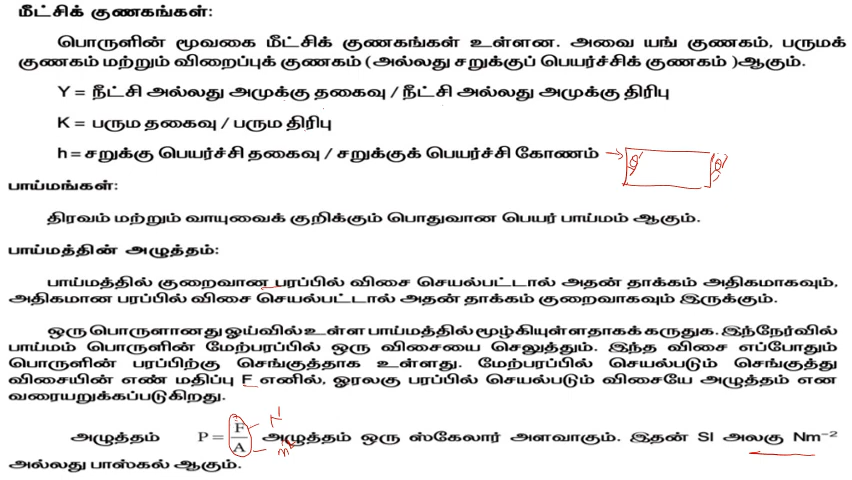 மீட்சிக் குணகங்கள்:
பொருளின் மூவகை மீட்சிக் குணகங்கள் உள்ளன. அவை யங் குணகம், பருமக்
குணகம் மற்றும் விறைப்புக் குணகம் (அல்லது சறுக்குப் பெயர்ச்சிக் குணகம் )ஆகும்.
Y = நீட்சி அல்லது அமுக்கு தகைவு / நீட்சி அல்லது அமுக்கு திரிபு
K = பரும தகைவு / பரும திரிபு
h = சறுக்கு பெயர்ச்சி தகைவு / சறுக்குக் பெயர்ச்சி கோணம்
θ θ
பாய்மங்கள்:
திரவம் மற்றும் வாயுவைக் குறிக்கும் பொதுவான பெயர் பாய்மம் ஆகும்.
பாய்மத்தின் அழுத்தம்:
பாய்மத்தில் குறைவான பரப்பில் விசை செயல்பட்டால் அதன் தாக்கம் அதிகமாகவும்,
அதிகமான பரப்பில் விசை செயல்பட்டால் அதன் தாக்கம் குறைவாகவும் இருக்கும்.
ஒரு பொருளானது ஓய்வில் உள்ள பாய்மத்தில் மூழ்கியுள்ளதாகக் கருதுக. இந்நேர்வில்
பாய்மம் பொருளின் மேற்பரப்பில் ஒரு விசையை செலுத்தும். இந்த விசை எப்போதும்
பொருளின் பரப்பிற்கு செங்குத்தாக உள்ளது. மேற்பரப்பில் செயல்படும் செங்குத்து
விசையின் எண் மதிப்பு F எனில், ஓரலகு பரப்பில் செயல்படும் விசையே அழுத்தம் என
வரையறுக்கப்படுகிறது.
அழுத்தம் P = F/A அழுத்தம் ஒரு ஸ்கேலார் அளவாகும். இதன் SI அலகு Nm⁻²
N
m²
அல்லது பாஸ்கல் ஆகும்.